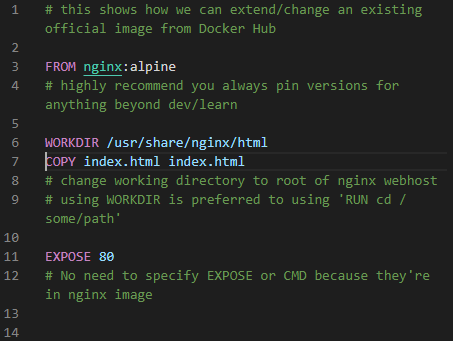 1 # this shows how we can extend/change an existing
official image from Docker Hub
2
3 FROM nginx:alpine
4 # highly recommend you always pin versions for
anything beyond dev/learn
5
6 WORKDIR /usr/share/nginx/html
7 COPY index.html index.html
8 # change working directory to root of nginx webhost
9 # using WORKDIR is preferred to using 'RUN cd /
some/path'
10
11 EXPOSE 80
12 # No need to specify EXPOSE or CMD because they're
in nginx image
13
14